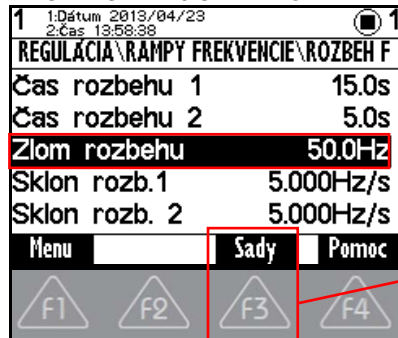 1 1:Dátum 2013/04/23 1
2:Čas 13:58:38
REGULÁCIA\RAMPY FREKVENCIE\ROZBEH F
Čas rozbehu 1 15.0s
Čas rozbehu 2 5.0s
Zlom rozbehu 50.0Hz
Sklon rozb.1 5.000Hz/s
Sklon rozb. 2 5.000Hz/s
Menu Sady Pomoc
F1 F2 F3 F4